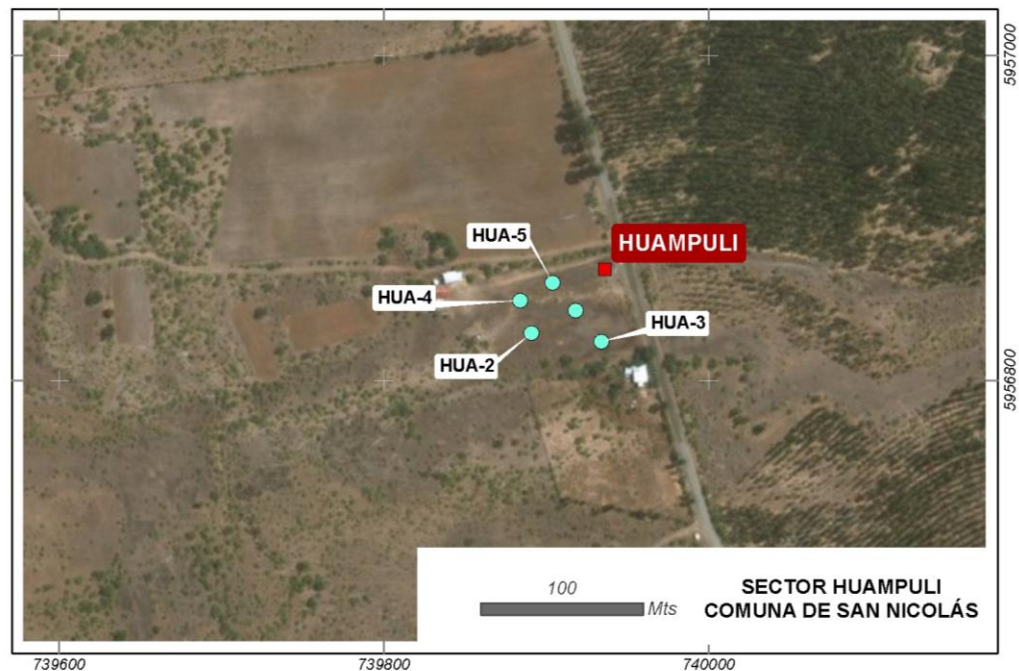 5957000
HUA-5
HUAMPULI
HUA-4
HUA-3
HUA-2
5956800
100
Mts
SECTOR HUAMPULI
COMUNA DE SAN NICOLÁS
739600
739800
740000